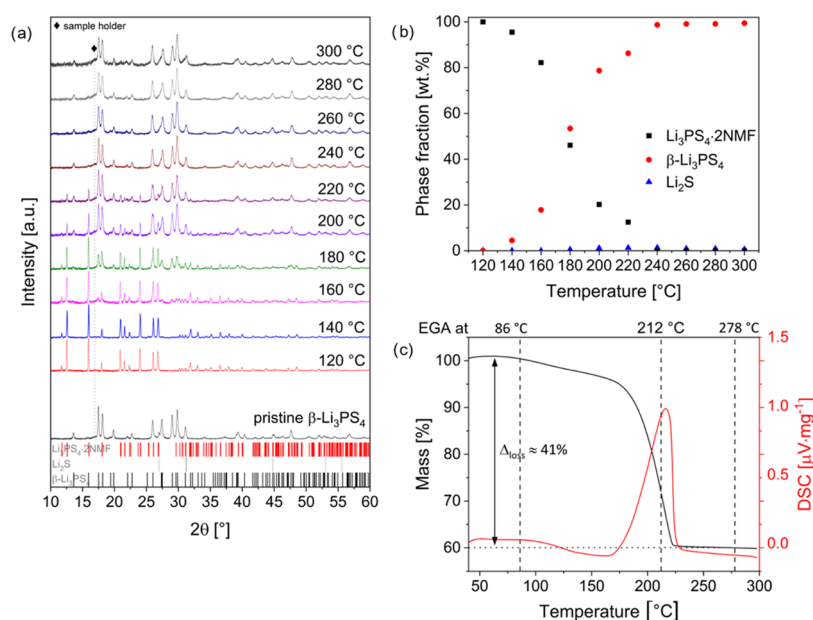 (a)
◆ sample holder
300 °C
280 °C
260 °C
240 °C
220 °C
200 °C
180 °C
160 °C
140 °C
120 °C
pristine β-Li₃PS₄
Li₃PS₄·2NMF
Li₂S
β-Li₃PS₄
Intensity [a.u.]
10 15 20 25 30 35 40 45 50 55 60
2θ [°]
(b)
100
80
60
40
20
0
Phase fraction [wt.%]
Li₃PS₄·2NMF
β-Li₃PS₄
Li₂S
120 140 160 180 200 220 240 260 280 300
Temperature [°C]
EGA at 86 °C 212 °C 278 °C
(c)
100
90
80
70
60
Mass [%]
Δloss ≈ 41%
1.5
1.0
0.5
0.0
DSC [µV·mg⁻¹]
50 100 150 200 250 300
Temperature [°C]